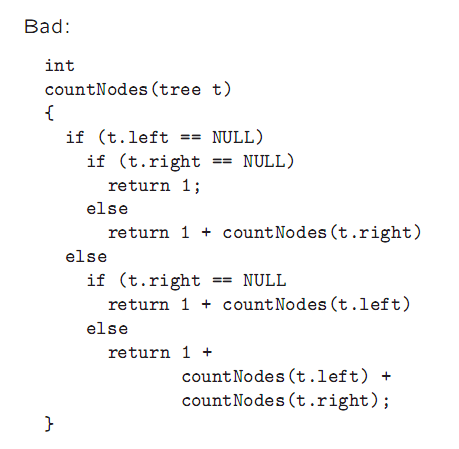 Bad:
int
countNodes(tree t)
{
if (t.left == NULL)
if (t.right == NULL)
return 1;
else
return 1 + countNodes(t.right)
else
if (t.right == NULL
return 1 + countNodes(t.left)
else
return 1 +
countNodes(t.left) +
countNodes(t.right);
}